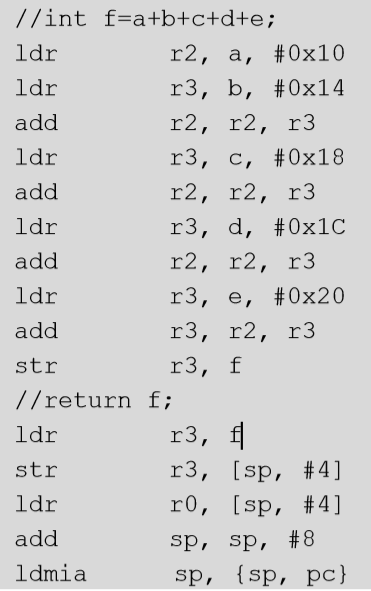 //int f=a+b+c+d+e;
ldr r2, a, #0x10
ldr r3, b, #0x14
add r2, r2, r3
ldr r3, c, #0x18
add r2, r2, r3
ldr r3, d, #0x1C
add r2, r2, r3
ldr r3, e, #0x20
add r3, r2, r3
str r3, f
//return f;
ldr r3, f
str r3, [sp, #4]
ldr r0, [sp, #4]
add sp, sp, #8
ldmia sp, {sp, pc}